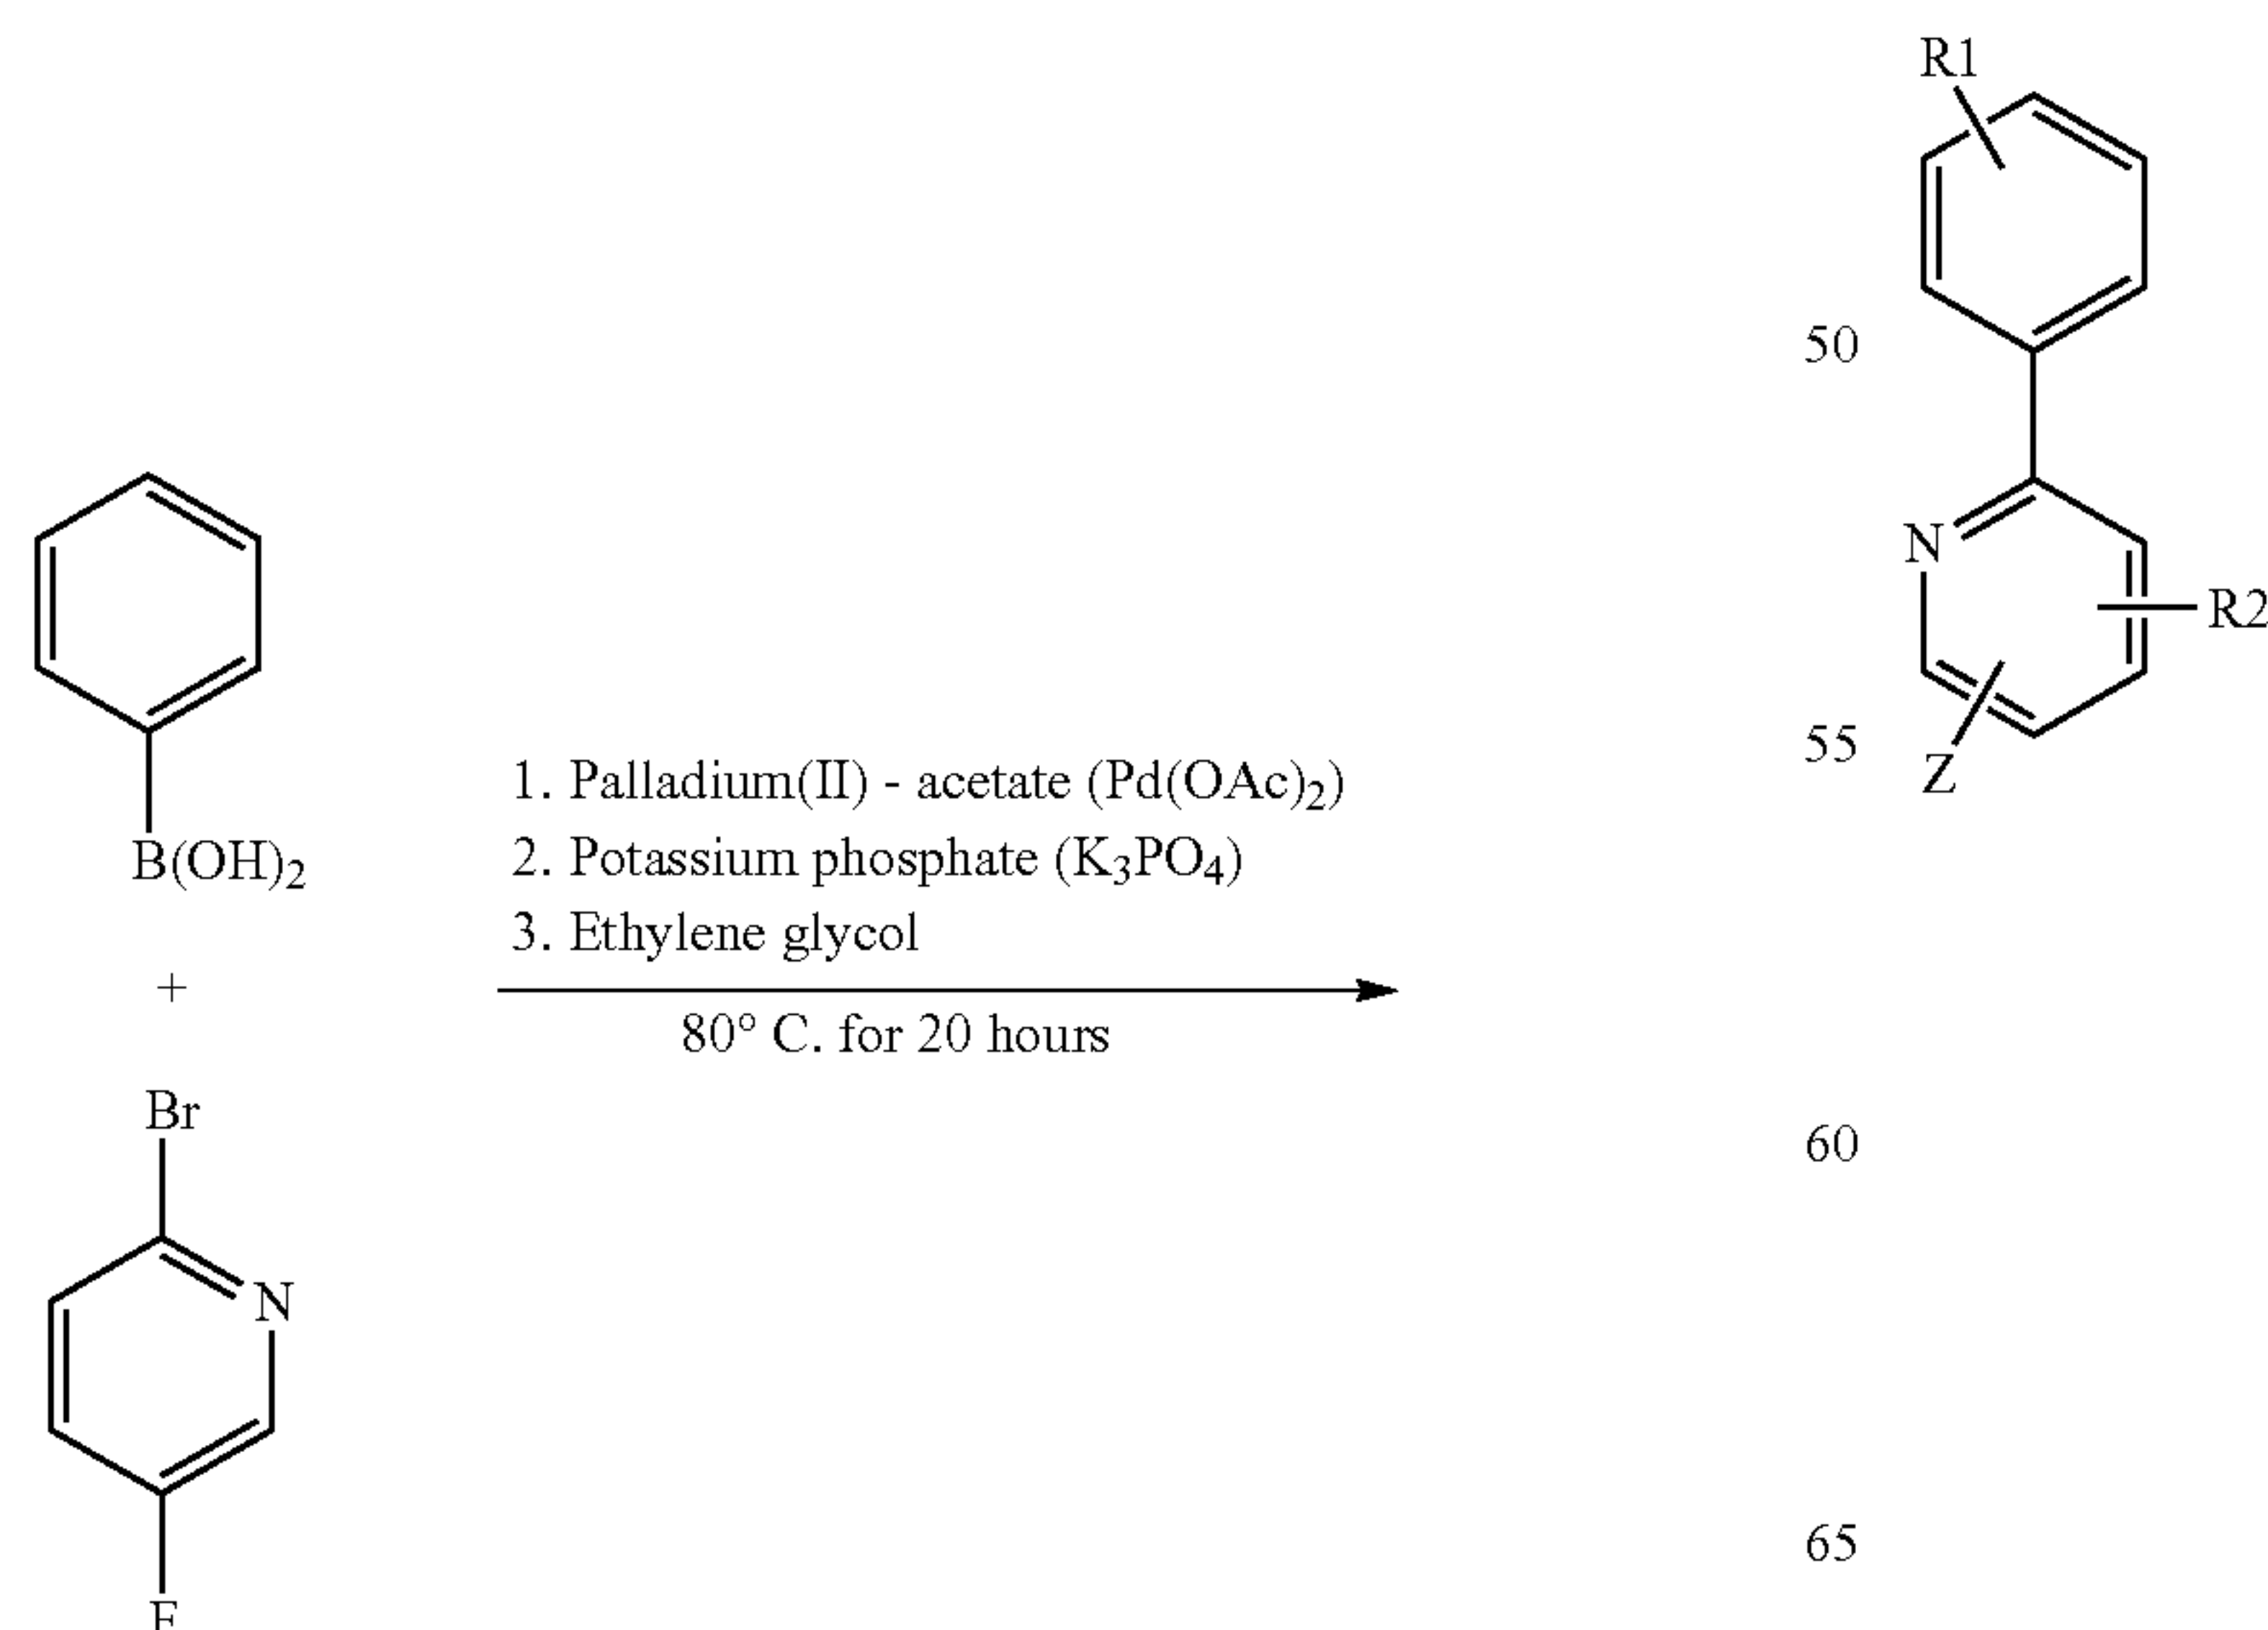 R1
50
N
R2
55
Z
1. Palladium(II) - acetate (Pd(OAc)2)
B(OH)2
2. Potassium phosphate (K3PO4)
3. Ethylene glycol
+
80° C. for 20 hours
Br
60
N
65
F